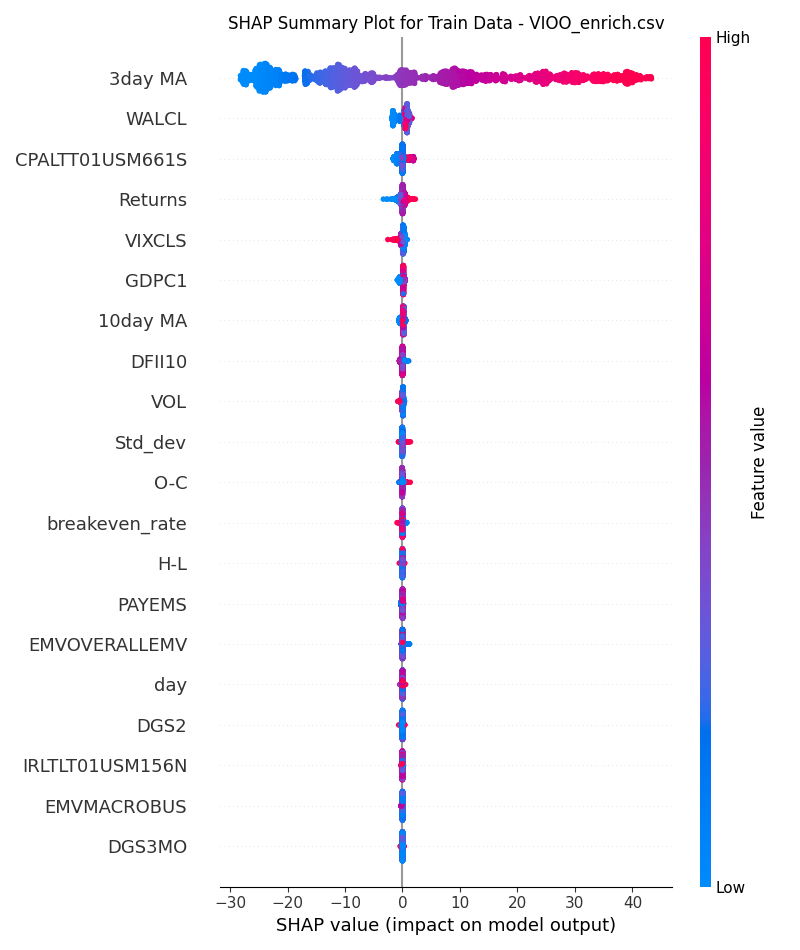 SHAP Summary Plot for Train Data - VIOO_enrich.csv
High
3day MA
WALCL
CPALTT01USM661S
Returns
VIXCLS
GDPC1
10day MA
DFII10
VOL
Std_dev
O-C
breakeven_rate
H-L
PAYEMS
EMVOVERALLEMV
day
DGS2
IRLTLT01USM156N
EMVMACROBUS
DGS3MO
Feature value
Low
−30 −20 −10 0 10 20 30 40
SHAP value (impact on model output)